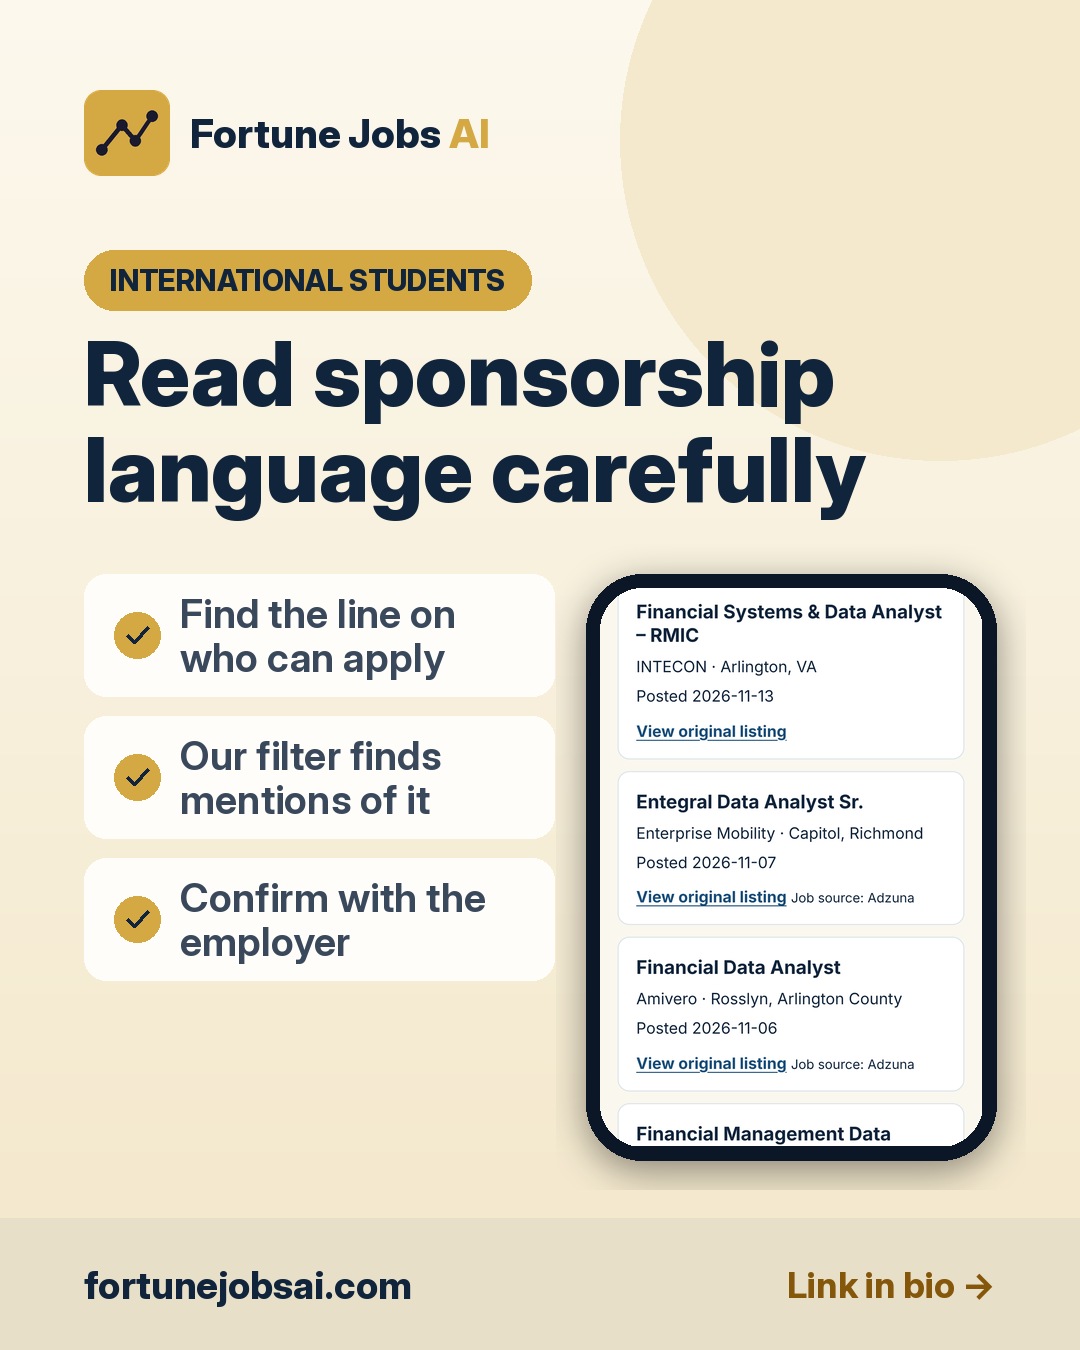 Fortune Jobs AI
INTERNATIONAL STUDENTS
Read sponsorship
language carefully
Find the line on
who can apply
Our filter finds
mentions of it
Confirm with the
employer
Financial Systems & Data Analyst
– RMIC
INTECON · Arlington, VA
Posted 2026-11-13
View original listing
Entegral Data Analyst Sr.
Enterprise Mobility · Capitol, Richmond
Posted 2026-11-07
View original listing Job source: Adzuna
Financial Data Analyst
Amivero · Rosslyn, Arlington County
Posted 2026-11-06
View original listing Job source: Adzuna
Financial Management Data
fortunejobsai.com
Link in bio →